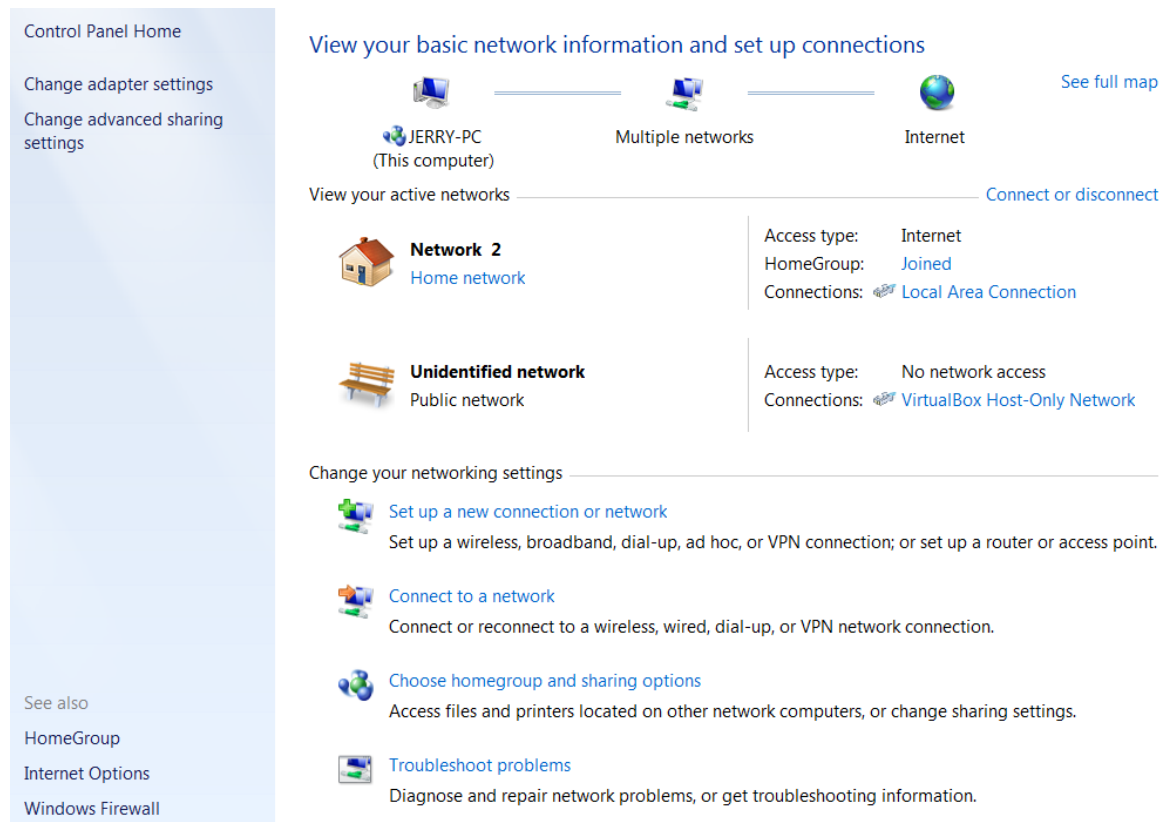 Control Panel Home
Change adapter settings
Change advanced sharing
settings
See also
HomeGroup
Internet Options
Windows Firewall
View your basic network information and set up connections
See full map
JERRY-PC
(This computer)
Multiple networks
Internet
View your active networks
Connect or disconnect
Network 2
Home network
Access type: Internet
HomeGroup: Joined
Connections: Local Area Connection
Unidentified network
Public network
Access type: No network access
Connections: VirtualBox Host-Only Network
Change your networking settings
Set up a new connection or network
Set up a wireless, broadband, dial-up, ad hoc, or VPN connection; or set up a router or access point.
Connect to a network
Connect or reconnect to a wireless, wired, dial-up, or VPN network connection.
Choose homegroup and sharing options
Access files and printers located on other network computers, or change sharing settings.
Troubleshoot problems
Diagnose and repair network problems, or get troubleshooting information.